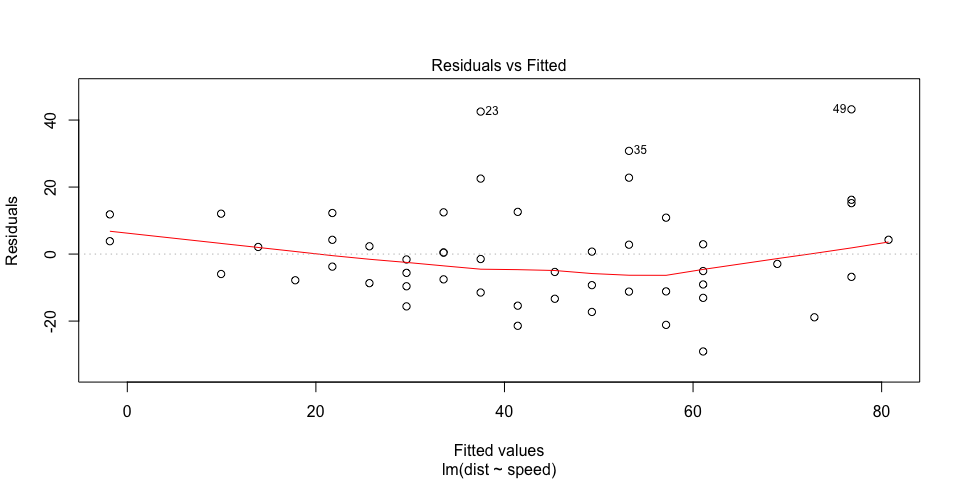 Residuals vs Fitted
Residuals
40
20
0
-20
23
49
35
0 20 40 60 80
Fitted values
lm(dist ~ speed)